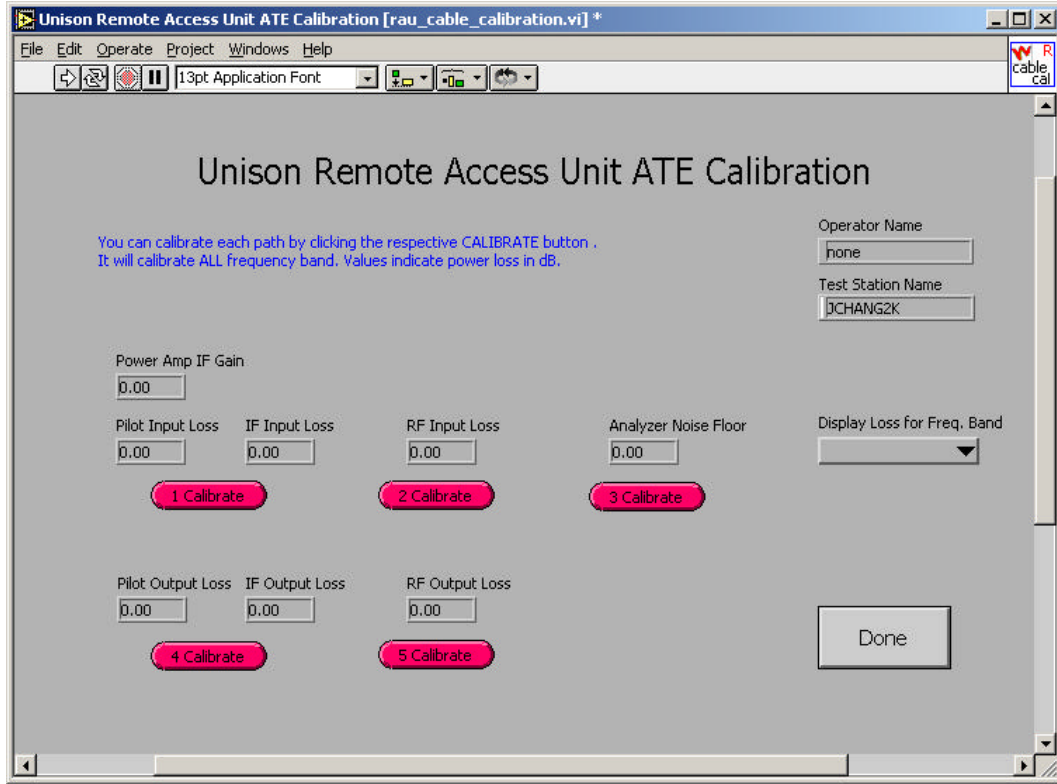 Unison Remote Access Unit ATE Calibration [rau_cable_calibration.vi] *
File Edit Operate Project Windows Help
13pt Application Font
R
cable
cal
Unison Remote Access Unit ATE Calibration
You can calibrate each path by clicking the respective CALIBRATE button .
It will calibrate ALL frequency band. Values indicate power loss in dB.
Operator Name
none
Test Station Name
JCHANG2K
Power Amp IF Gain
0.00
Pilot Input Loss IF Input Loss RF Input Loss Analyzer Noise Floor Display Loss for Freq. Band
0.00 0.00 0.00 0.00
1 Calibrate 2 Calibrate 3 Calibrate
Pilot Output Loss IF Output Loss RF Output Loss
0.00 0.00 0.00
Done
4 Calibrate 5 Calibrate